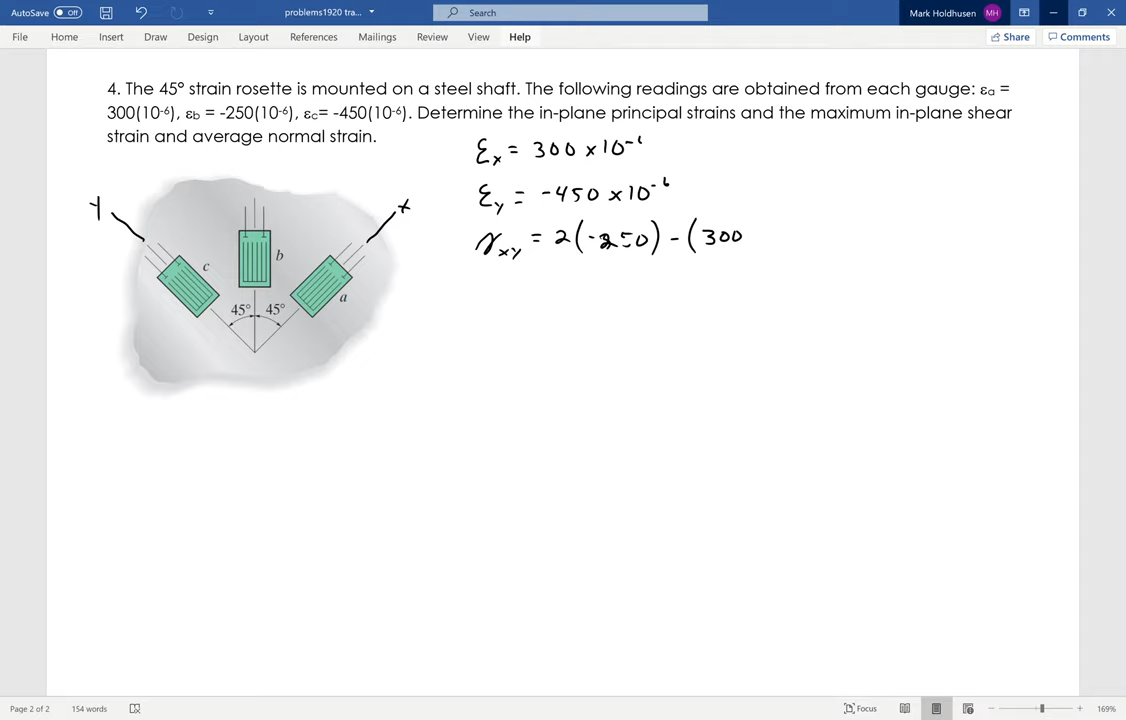 AutoSave Off problems1920 tra... Search Mark Holdhusen MH
File Home Insert Draw Design Layout References Mailings Review View Help Share Comments
4. The 45° strain rosette is mounted on a steel shaft. The following readings are obtained from each gauge: εa =
300(10-6), εb = -250(10-6), εc= -450(10-6). Determine the in-plane principal strains and the maximum in-plane shear
strain and average normal strain.
εx = 300 × 10⁻⁶
εy = -450 × 10⁻⁶
γxy = 2(-250) - (300
y
x
c
b
a
45° 45°
Page 2 of 2 154 words Focus 169%